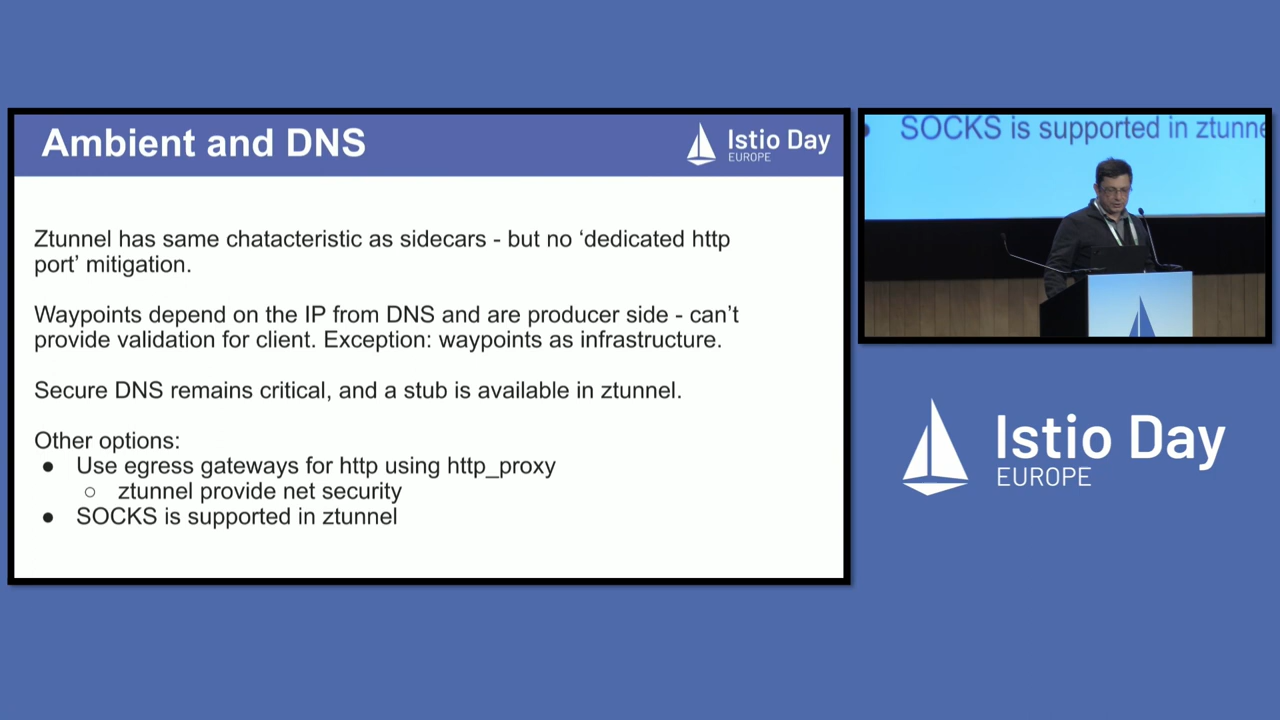 Ambient and DNS
Istio Day
EUROPE
Ztunnel has same chatacteristic as sidecars - but no ‘dedicated http
port’ mitigation.
Waypoints depend on the IP from DNS and are producer side - can’t
provide validation for client. Exception: waypoints as infrastructure.
Secure DNS remains critical, and a stub is available in ztunnel.
Other options:
● Use egress gateways for http using http_proxy
○ ztunnel provide net security
● SOCKS is supported in ztunnel
SOCKS is supported in ztunne
Istio Day
EUROPE